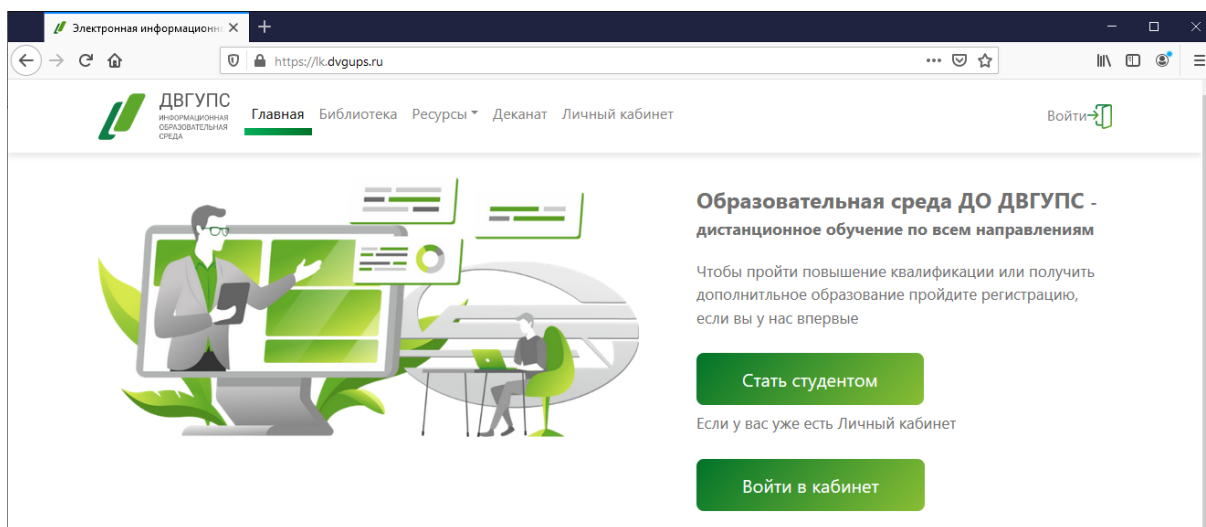 Электронная информационн
https://lk.dvgups.ru
ДВГУПС
ИНФОРМАЦИОННАЯ
ОБРАЗОВАТЕЛЬНАЯ
СРЕДА
Главная Библиотека Ресурсы Деканат Личный кабинет
Войти
Образовательная среда ДО ДВГУПС -
дистанционное обучение по всем направлениям
Чтобы пройти повышение квалификации или получить
дополнитльное образование пройдите регистрацию,
если вы у нас впервые
Стать студентом
Если у вас уже есть Личный кабинет
Войти в кабинет